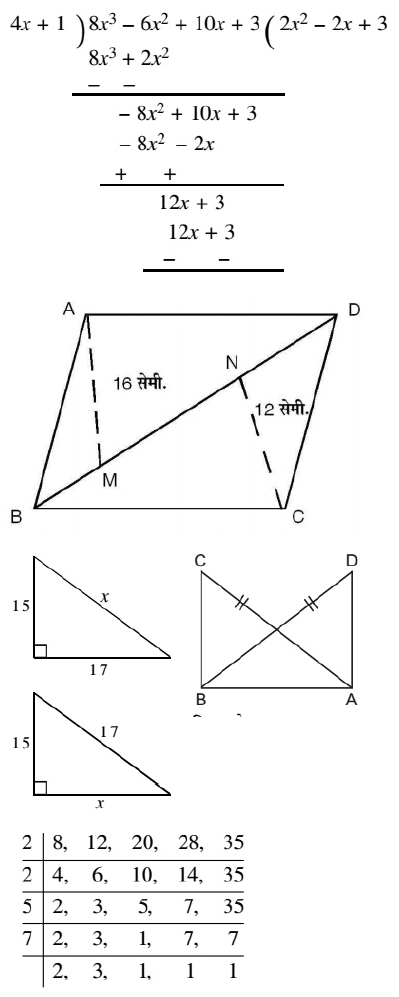 4x + 1 ) 8x³ – 6x² + 10x + 3 ( 2x² – 2x + 3
8x³ + 2x²
– –
– 8x² + 10x + 3
– 8x² – 2x
+ +
12x + 3
12x + 3
– –
A D
N
16 सेमी.
12 सेमी.
M
B C
C D
15 x
17
B A
15 17
x
2 8, 12, 20, 28, 35
2 4, 6, 10, 14, 35
5 2, 3, 5, 7, 35
7 2, 3, 1, 7, 7
2, 3, 1, 1 1